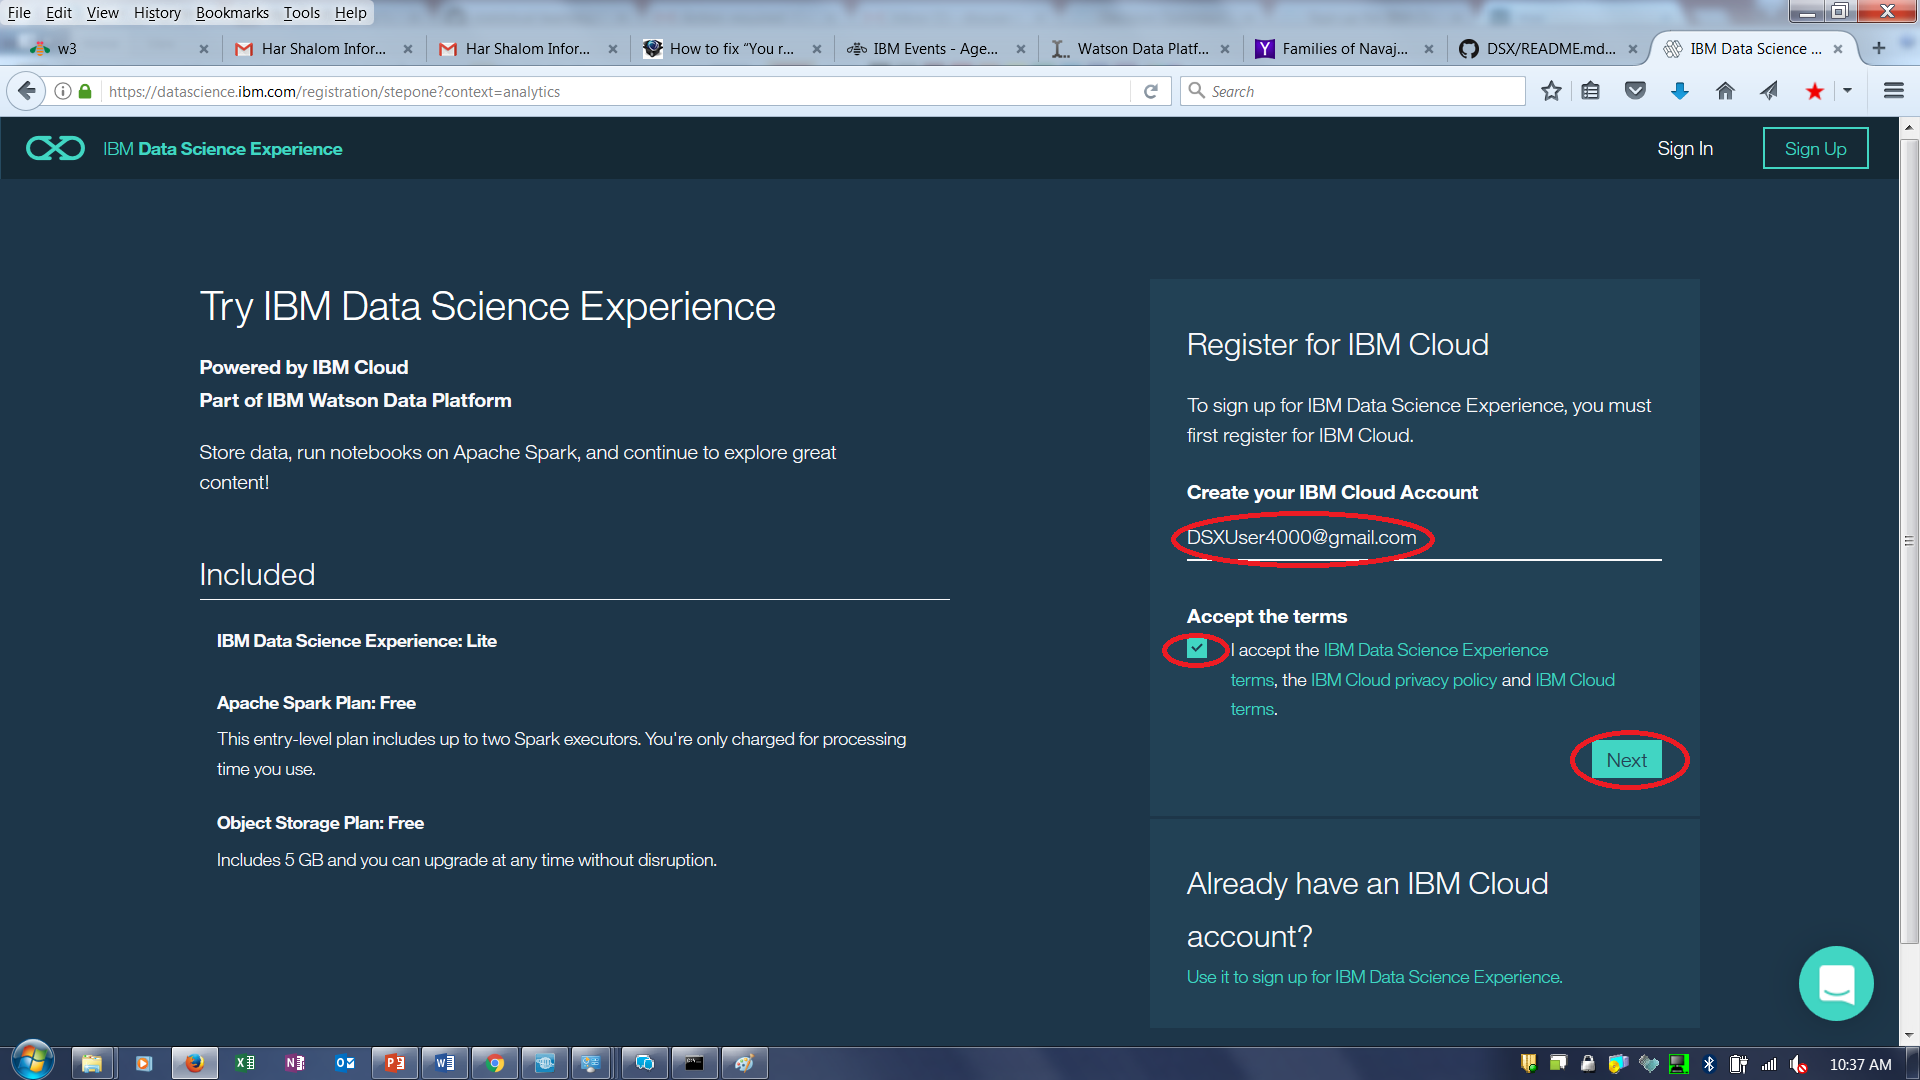 File Edit View History Bookmarks Tools Help
w3
Har Shalom Infor...
Har Shalom Infor...
How to fix “You r...
IBM Events - Age...
Watson Data Platf...
Families of Navaj...
DSX/README.md...
IBM Data Science ...
https://datascience.ibm.com/registration/stepone?context=analytics
Search
IBM Data Science Experience
Sign In
Sign Up
Try IBM Data Science Experience
Powered by IBM Cloud
Part of IBM Watson Data Platform
Store data, run notebooks on Apache Spark, and continue to explore great
content!
Included
IBM Data Science Experience: Lite
Apache Spark Plan: Free
This entry-level plan includes up to two Spark executors. You're only charged for processing
time you use.
Object Storage Plan: Free
Includes 5 GB and you can upgrade at any time without disruption.
Register for IBM Cloud
To sign up for IBM Data Science Experience, you must
first register for IBM Cloud.
Create your IBM Cloud Account
DSXUser4000@gmail.com
Accept the terms
I accept the IBM Data Science Experience
terms, the IBM Cloud privacy policy and IBM Cloud
terms.
Next
Already have an IBM Cloud
account?
Use it to sign up for IBM Data Science Experience.
10:37 AM